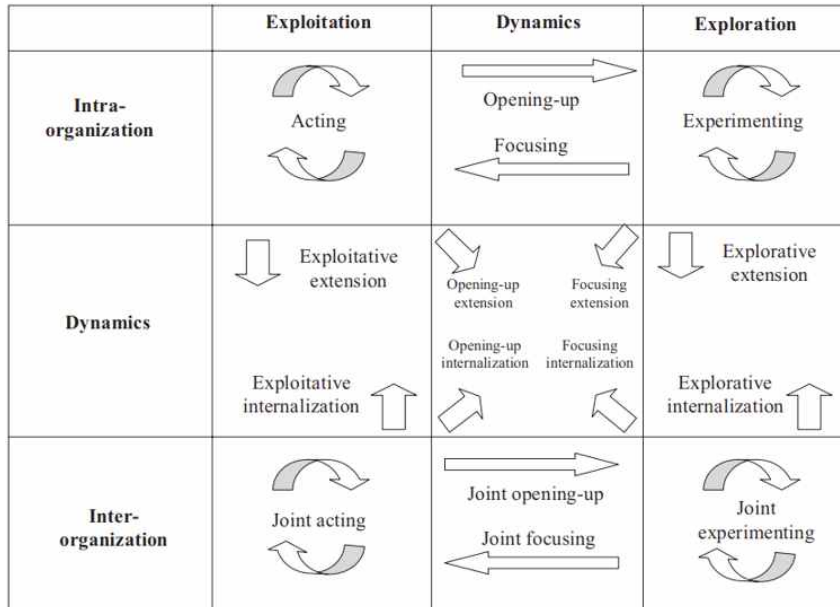 Exploitation
Dynamics
Exploration
Intra-
organization
Acting
Opening-up
Focusing
Experimenting
Dynamics
Exploitative
extension
Exploitative
internalization
Opening-up
extension
Focusing
extension
Opening-up
internalization
Focusing
internalization
Explorative
extension
Explorative
internalization
Inter-
organization
Joint acting
Joint opening-up
Joint focusing
Joint
experimenting